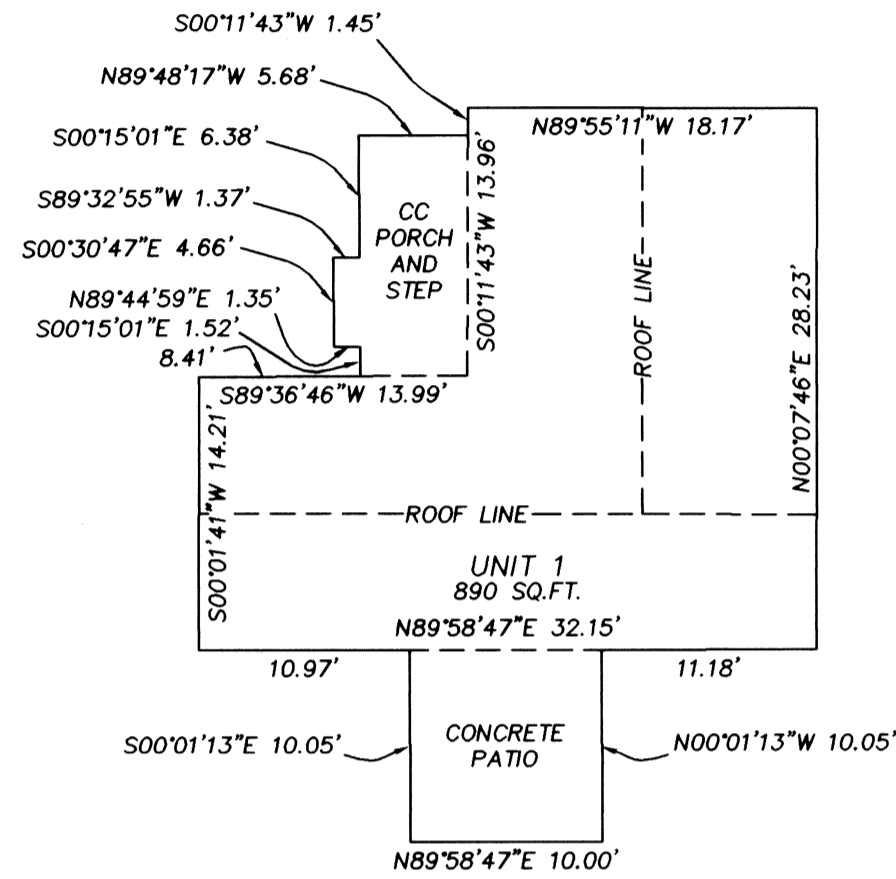 S00°11'43"W 1.45'
N89°48'17"W 5.68'
S00°15'01"E 6.38'
S89°32'55"W 1.37'
S00°30'47"E 4.66'
N89°44'59"E 1.35'
S00°15'01"E 1.52'
8.41'
S89°36'46"W 13.99'
CC
PORCH
AND
STEP
S00°11'43"W 13.96'
N89°55'11"W 18.17'
ROOF LINE
N00°07'46"E 28.23'
S00°01'41"W 14.21'
ROOF LINE
UNIT 1
890 SQ.FT.
N89°58'47"E 32.15'
10.97'
11.18'
S00°01'13"E 10.05'
CONCRETE
PATIO
N00°01'13"W 10.05'
N89°58'47"E 10.00'